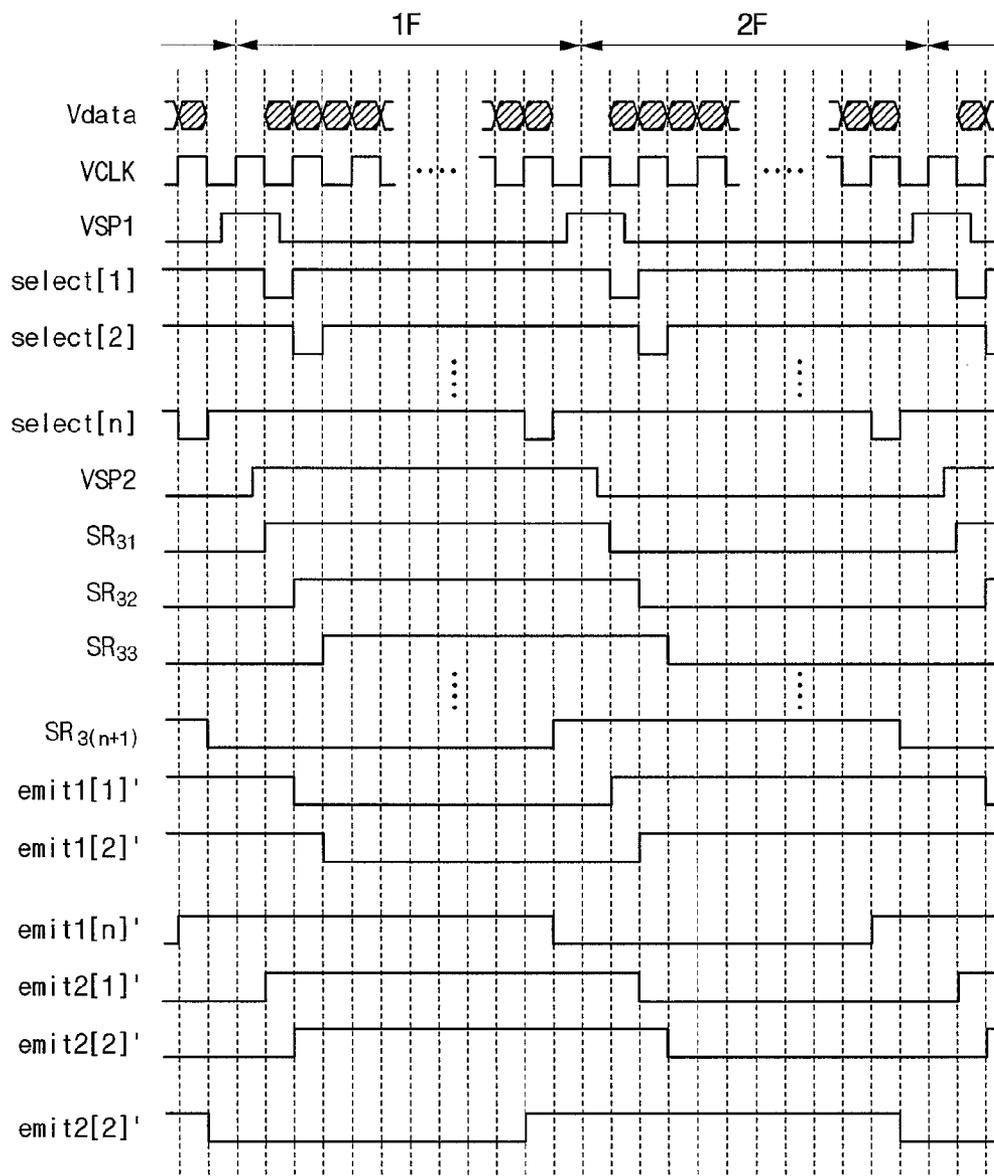 1F 2F
Vdata
VCLK
VSP1
select[1]
select[2]
select[n]
VSP2
SR31
SR32
SR33
SR3(n+1)
emit1[1]'
emit1[2]'
emit1[n]'
emit2[1]'
emit2[2]'
emit2[2]'